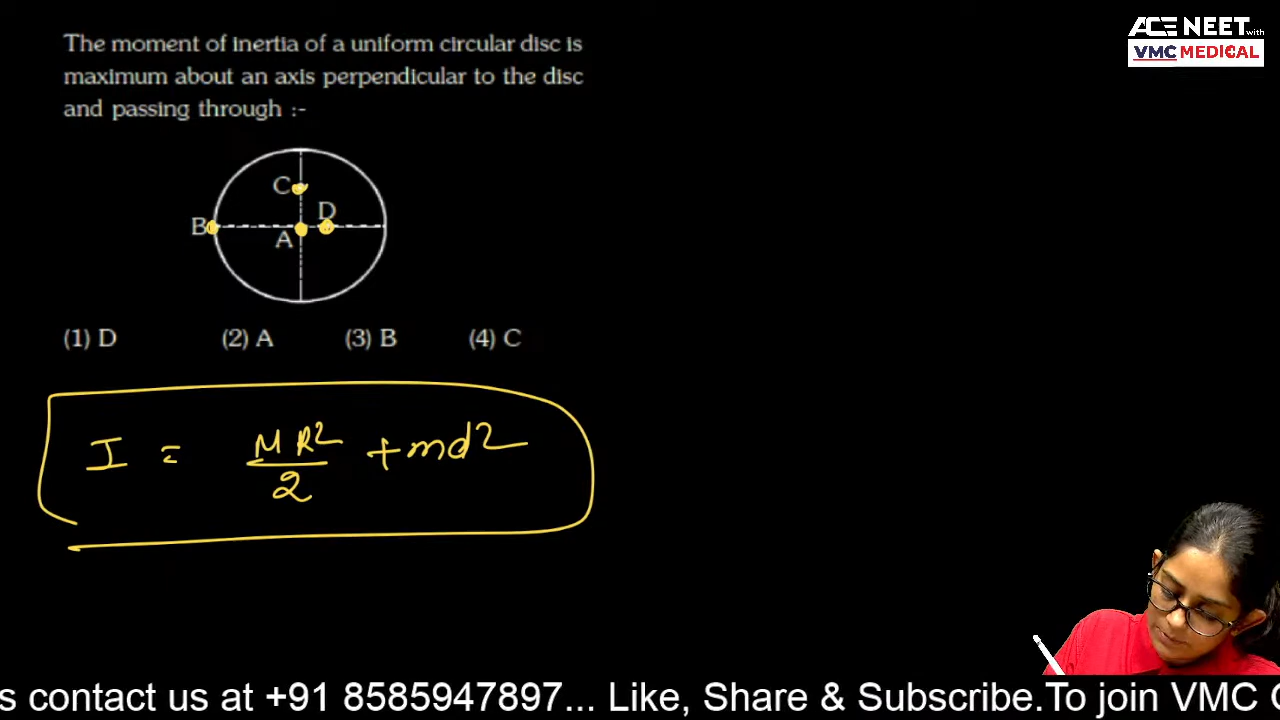 The moment of inertia of a uniform circular disc is
maximum about an axis perpendicular to the disc
and passing through :-
ACE NEET with
VMC MEDICAL
C
D
B
A
(1) D (2) A (3) B (4) C
I = MR²/2 + md2
s contact us at +91 8585947897... Like, Share & Subscribe.To join VMC